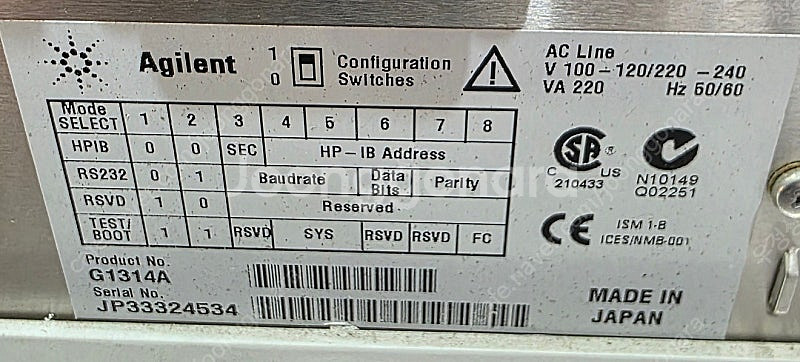 Agilent
1
0
Configuration
Switches
AC Line
V 100-120/220 -240
VA 220 Hz 50/60
Mode
SELECT 1 2 3 4 5 6 7 8
HPIB 0 0 SEC HP-IB Address
RS232 0 1 Baudrate Data Bits Parity
RSVD 1 0 Reserved
TEST/
BOOT 1 1 RSVD SYS RSVD RSVD FC
C US
210433
N10149
Q02251
CE ISM 1-B
ICES/NMB-001
Product No.
G1314A
Serial No.
JP33324534
MADE IN
JAPAN